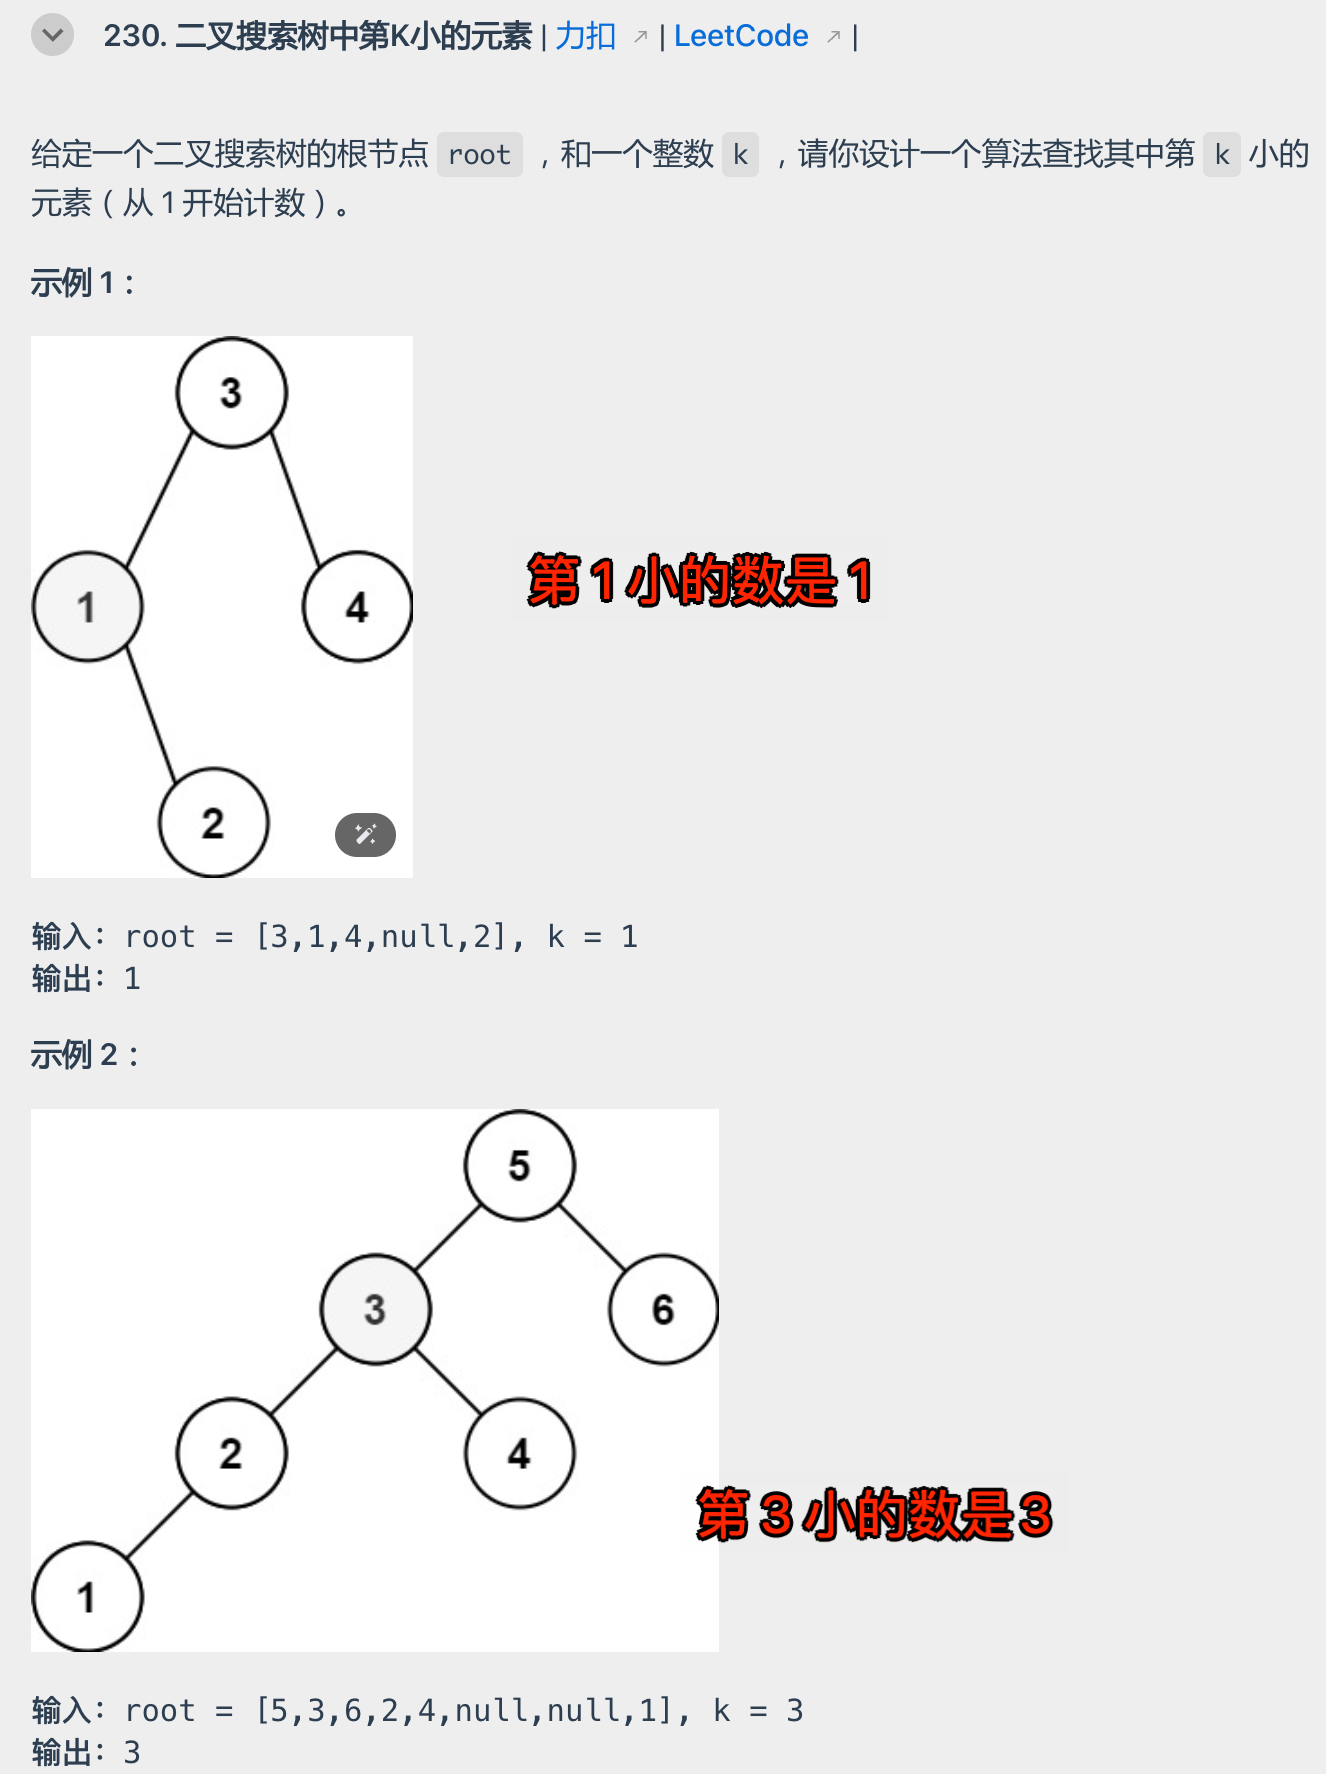 230. 二叉搜索树中第K小的元素 | 力扣 ↗ | LeetCode ↗ |
给定一个二叉搜索树的根节点 root ，和一个整数 k ，请你设计一个算法查找其中第 k 小的
元素（从 1 开始计数）。
示例 1：
3
1
4
第 1 小的数是 1
2
输入：root = [3,1,4,null,2], k = 1
输出：1
示例 2：
5
3
6
2
4
第 3 小的数是 3
1
输入：root = [5,3,6,2,4,null,null,1], k = 3
输出：3